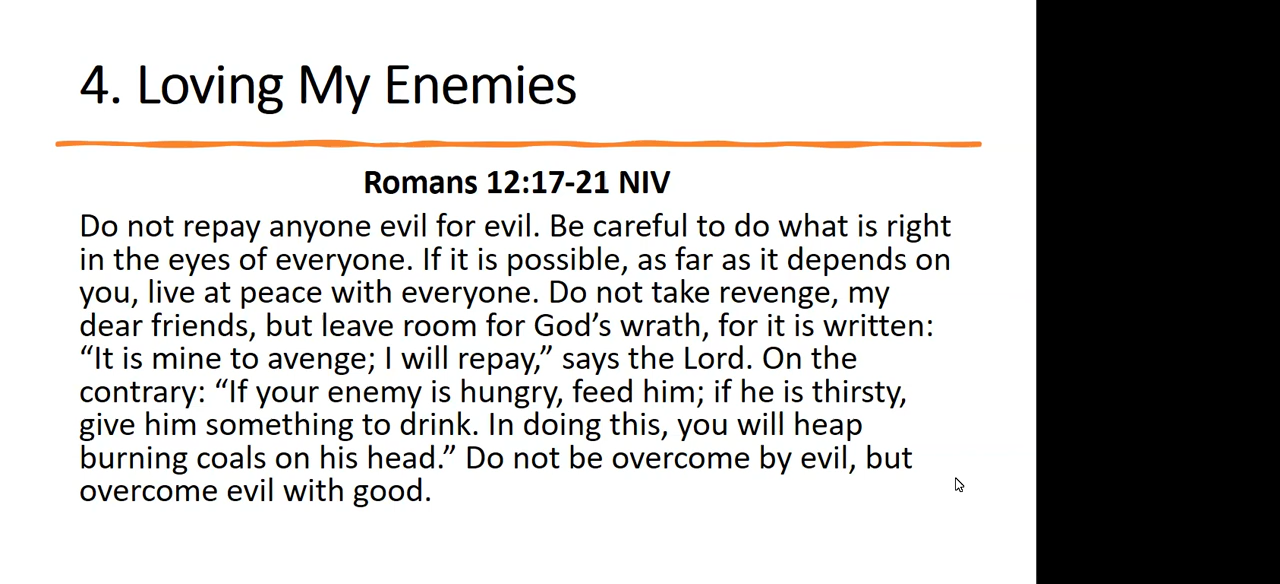 4. Loving My Enemies
Romans 12:17-21 NIV
Do not repay anyone evil for evil. Be careful to do what is right
in the eyes of everyone. If it is possible, as far as it depends on
you, live at peace with everyone. Do not take revenge, my
dear friends, but leave room for God’s wrath, for it is written:
“It is mine to avenge; I will repay,” says the Lord. On the
contrary: “If your enemy is hungry, feed him; if he is thirsty,
give him something to drink. In doing this, you will heap
burning coals on his head.” Do not be overcome by evil, but
overcome evil with good.